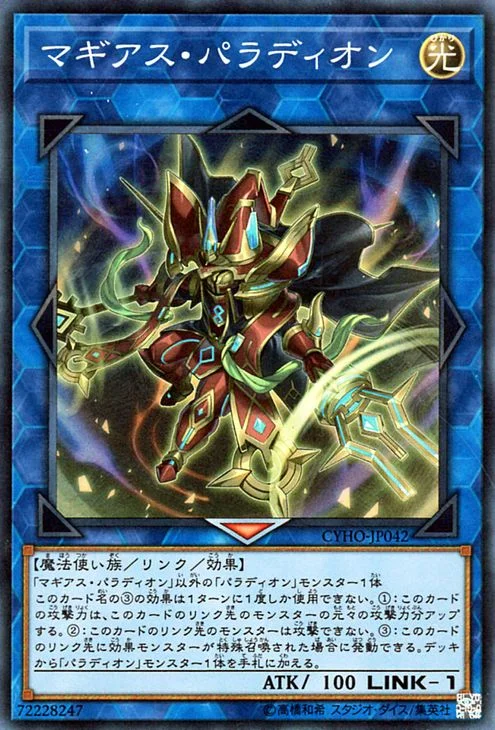 マギアス・パラディオン
光
CYHO-JP042
【魔法使い族／リンク／効果】
「マギアス・パラディオン」以外の「パラディオン」モンスター1体
このカード名の③の効果は1ターンに1度しか使用できない。①：このカード
の攻撃力は、このカードのリンク先のモンスターの元々の攻撃力分アップ
する。②：このカードのリンク先のモンスターは攻撃できない。③：このカード
のリンク先に効果モンスターが特殊召喚された場合に発動できる。デッキ
から「パラディオン」モンスター1体を手札に加える。
ATK/ 100 LINK-1
72228247 ©高橋和希 スタジオ・ダイス/集英社